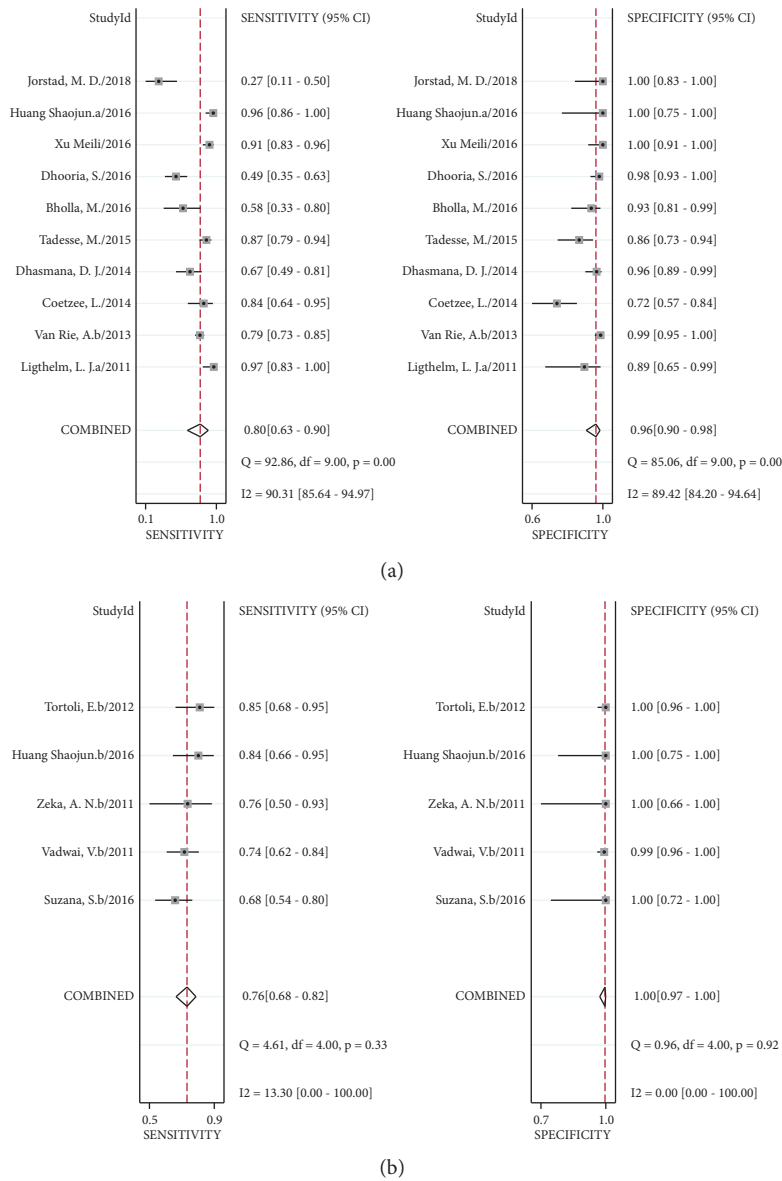 StudyId SENSITIVITY (95% CI)
Jorstad, M. D./2018 0.27 [0.11 - 0.50]
Huang Shaojun.a/2016 0.96 [0.86 - 1.00]
Xu Meili/2016 0.91 [0.83 - 0.96]
Dhooria, S./2016 0.49 [0.35 - 0.63]
Bholla, M./2016 0.58 [0.33 - 0.80]
Tadesse, M./2015 0.87 [0.79 - 0.94]
Dhasmana, D. J./2014 0.67 [0.49 - 0.81]
Coetzee, L./2014 0.84 [0.64 - 0.95]
Van Rie, A.b/2013 0.79 [0.73 - 0.85]
Ligthelm, L. J.a/2011 0.97 [0.83 - 1.00]
COMBINED 0.80[0.63 - 0.90]
Q = 92.86, df = 9.00, p = 0.00
I2 = 90.31 [85.64 - 94.97]
0.1 1.0
SENSITIVITY
StudyId SPECIFICITY (95% CI)
Jorstad, M. D./2018 1.00 [0.83 - 1.00]
Huang Shaojun.a/2016 1.00 [0.75 - 1.00]
Xu Meili/2016 1.00 [0.91 - 1.00]
Dhooria, S./2016 0.98 [0.93 - 1.00]
Bholla, M./2016 0.93 [0.81 - 0.99]
Tadesse, M./2015 0.86 [0.73 - 0.94]
Dhasmana, D. J./2014 0.96 [0.89 - 0.99]
Coetzee, L./2014 0.72 [0.57 - 0.84]
Van Rie, A.b/2013 0.99 [0.95 - 1.00]
Ligthelm, L. J.a/2011 0.89 [0.65 - 0.99]
COMBINED 0.96[0.90 - 0.98]
Q = 85.06, df = 9.00, p = 0.00
I2 = 89.42 [84.20 - 94.64]
0.6 1.0
SPECIFICITY
(a)
StudyId SENSITIVITY (95% CI)
Tortoli, E.b/2012 0.85 [0.68 - 0.95]
Huang Shaojun.b/2016 0.84 [0.66 - 0.95]
Zeka, A. N.b/2011 0.76 [0.50 - 0.93]
Vadwai, V.b/2011 0.74 [0.62 - 0.84]
Suzana, S.b/2016 0.68 [0.54 - 0.80]
COMBINED 0.76[0.68 - 0.82]
Q = 4.61, df = 4.00, p = 0.33
I2 = 13.30 [0.00 - 100.00]
0.5 0.9
SENSITIVITY
StudyId SPECIFICITY (95% CI)
Tortoli, E.b/2012 1.00 [0.96 - 1.00]
Huang Shaojun.b/2016 1.00 [0.75 - 1.00]
Zeka, A. N.b/2011 1.00 [0.66 - 1.00]
Vadwai, V.b/2011 0.99 [0.96 - 1.00]
Suzana, S.b/2016 1.00 [0.72 - 1.00]
COMBINED 1.00[0.97 - 1.00]
Q = 0.96, df = 4.00, p = 0.92
I2 = 0.00 [0.00 - 100.00]
0.7 1.0
SPECIFICITY
(b)